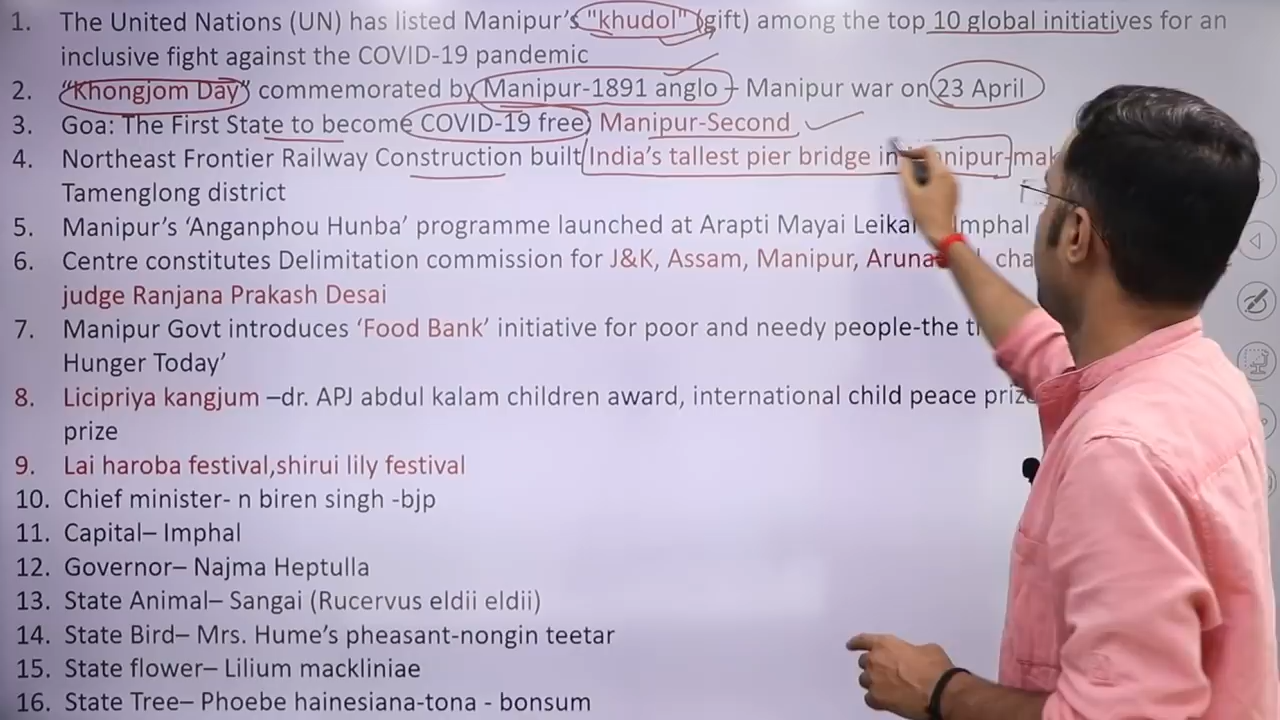 1. The United Nations (UN) has listed Manipur's "khudol" (gift) among the top 10 global initiatives for an
inclusive fight against the COVID-19 pandemic
2. "Khongjom Day" commemorated by Manipur-1891 anglo – Manipur war on 23 April
3. Goa: The First State to become COVID-19 free, Manipur-Second
4. Northeast Frontier Railway Construction built India's tallest pier bridge in
Tamenglong district
5. Manipur's 'Anganphou Hunba' programme launched at Arapti Mayai Imphal
6. Centre constitutes Delimitation commission for J&K, Assam, Manipur,
judge Ranjana Prakash Desai
7. Manipur Govt introduces 'Food Bank' initiative for poor and needy people-the
Hunger Today'
8. Licipriya kangjum –dr. APJ abdul kalam children award, international child peace prize
prize
9. Lai haroba festival,shirui lily festival
10. Chief minister- n biren singh -bjp
11. Capital– Imphal
12. Governor– Najma Heptulla
13. State Animal– Sangai (Rucervus eldii eldii)
14. State Bird– Mrs. Hume's pheasant-nongin teetar
15. State flower– Lilium mackliniae
16. State Tree– Phoebe hainesiana-tona - bonsum